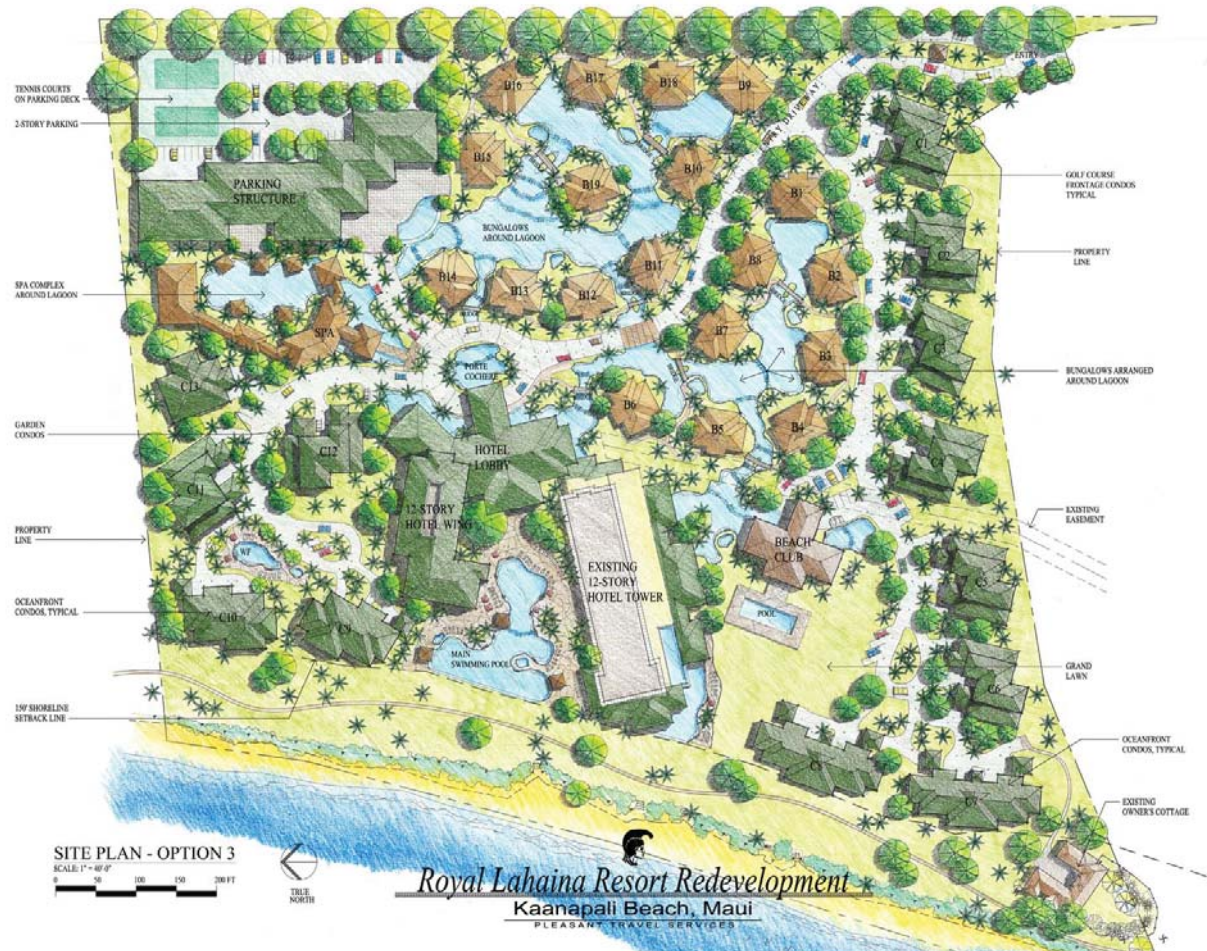 TENNIS COURTS
ON PARKING DECK
2-STORY PARKING
SPA COMPLEX
AROUND LAGOON
GARDEN
CONDOS
PROPERTY
LINE
OCEANFRONT
CONDOS, TYPICAL
150' SHORELINE
SETBACK LINE
ENTRY
B16
B17
B18
B9
B15
B19
B10
B1
C1
PARKING
STRUCTURE
BUNGALOWS
AROUND LAGOON
C2
B14
B13
B12
B11
B8
B2
SPA
B7
B3
C3
PORTE
COCHERE
C13
B6
B5
B4
C12
HOTEL
LOBBY
C4
C11
12-STORY
HOTEL WING
EXISTING
12-STORY
HOTEL TOWER
BEACH
CLUB
WF
C5
C10
C9
POOL
MAIN
SWIMMING POOL
C6
C7
GOLF COURSE
FRONTAGE CONDOS
TYPICAL
PROPERTY
LINE
BUNGALOWS ARRANGED
AROUND LAGOON
EXISTING
EASEMENT
GRAND
LAWN
OCEANFRONT
CONDOS, TYPICAL
EXISTING
OWNER'S COTTAGE
SITE PLAN - OPTION 3
SCALE: 1" = 40'-0"
0 50 100 150 200 FT
TRUE
NORTH
Royal Lahaina Resort Redevelopment
Kaanapali Beach, Maui
PLEASANT TRAVEL SERVICES